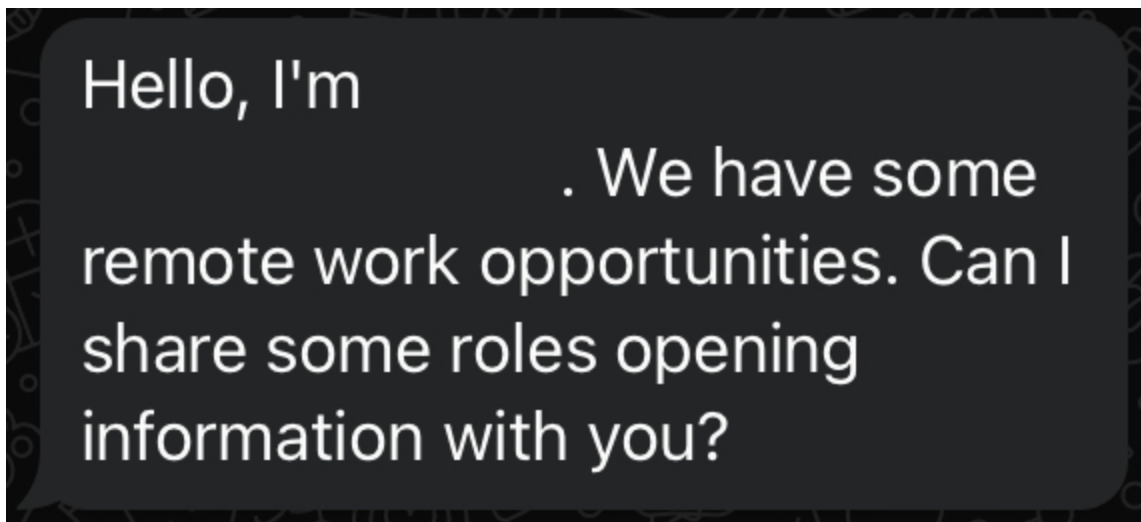 Hello, I'm
. We have some
remote work opportunities. Can I
share some roles opening
information with you?